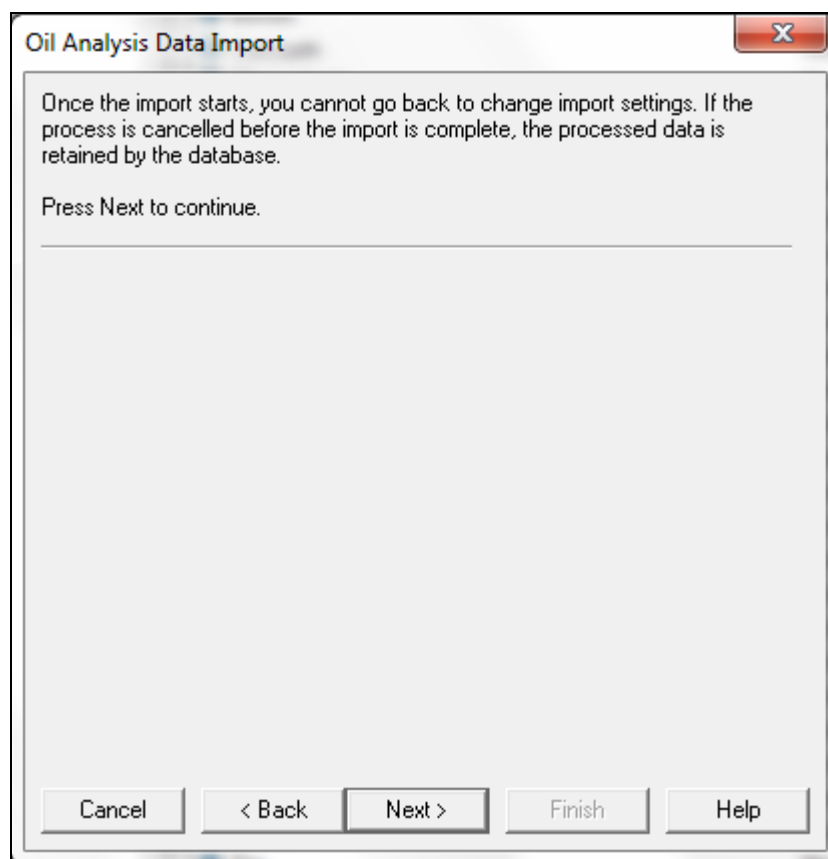 Oil Analysis Data Import
Once the import starts, you cannot go back to change import settings. If the
process is cancelled before the import is complete, the processed data is
retained by the database.
Press Next to continue.
Cancel
< Back
Next >
Finish
Help